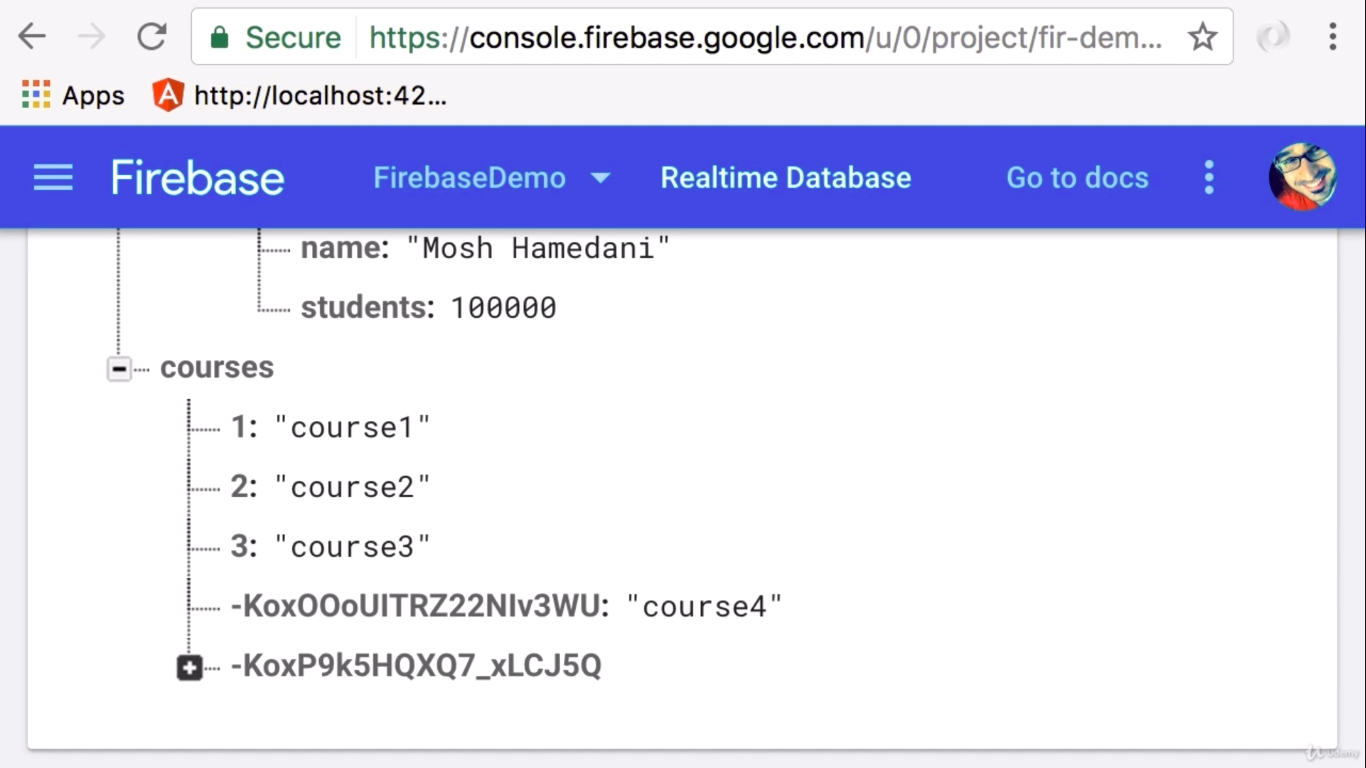 Secure https://console.firebase.google.com/u/0/project/fir-dem...
Apps http://localhost:42...
Firebase FirebaseDemo Realtime Database Go to docs
name: "Mosh Hamedani"
students: 100000
courses
1: "course1"
2: "course2"
3: "course3"
-KoxOOoUITRZ22NIv3WU: "course4"
-KoxP9k5HQXQ7_xLCJ5Q
Udemy